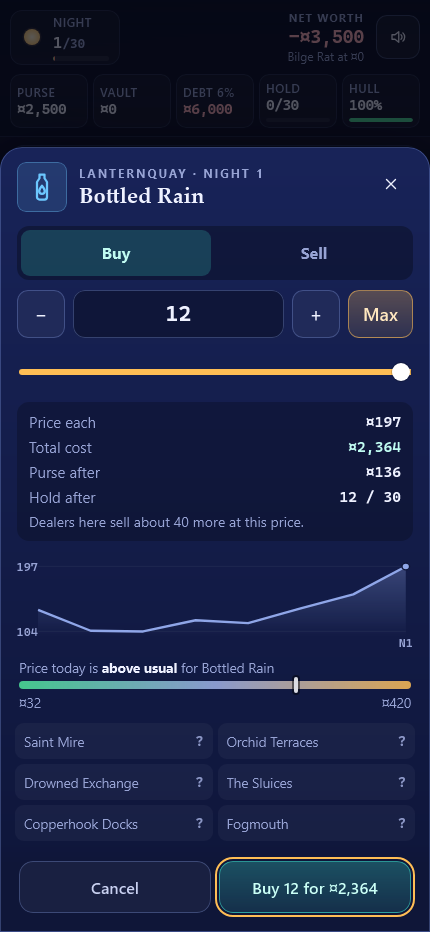 NIGHT
1/30
NET WORTH
−¤3,500
Bilge Rat at ¤0
PURSE
¤2,500
VAULT
¤0
DEBT 6%
¤6,000
HOLD
0/30
HULL
100%
LANTERNQUAY · NIGHT 1
Bottled Rain
×
Buy
Sell
−
12
+
Max
Price each ¤197
Total cost ¤2,364
Purse after ¤136
Hold after 12 / 30
Dealers here sell about 40 more at this price.
197
104
N1
Price today is above usual for Bottled Rain
¤32 ¤420
Saint Mire ?
Orchid Terraces ?
Drowned Exchange ?
The Sluices ?
Copperhook Docks ?
Fogmouth ?
Cancel
Buy 12 for ¤2,364